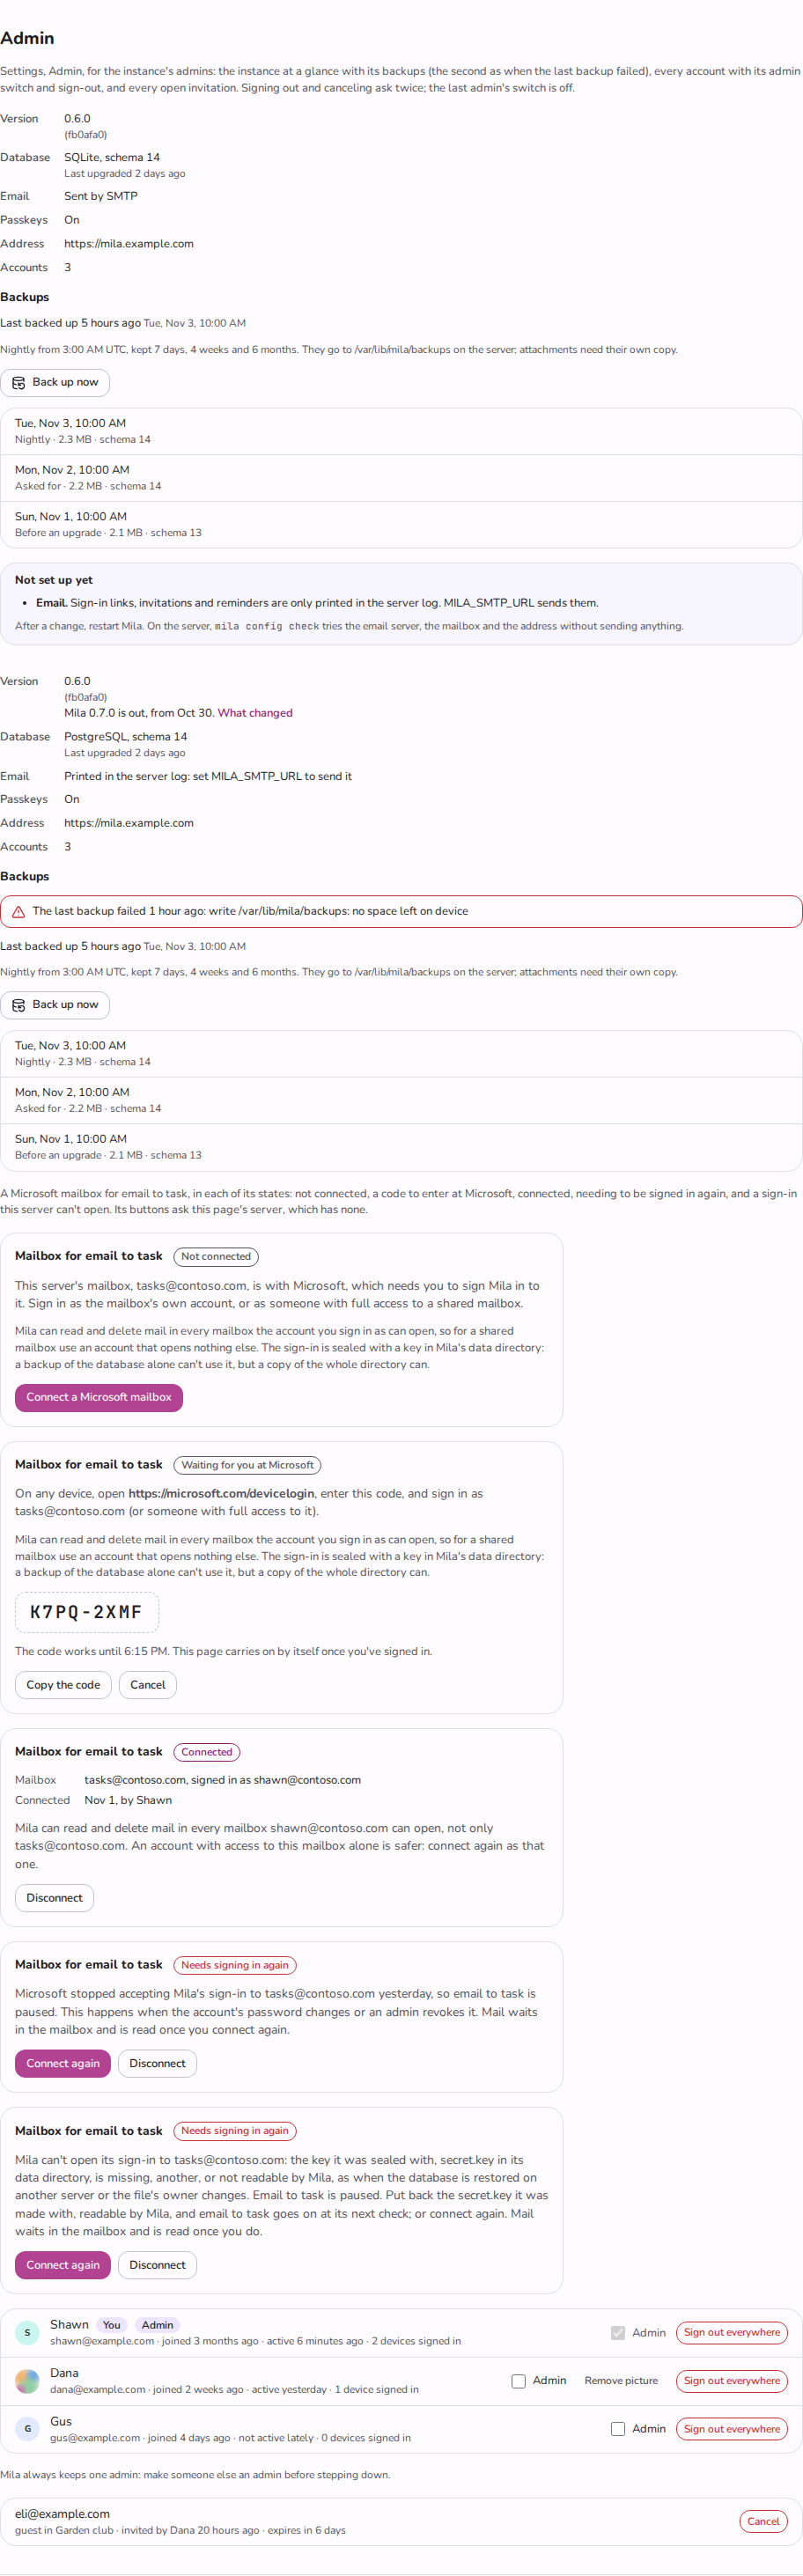 Admin
Settings, Admin, for the instance's admins: the instance at a glance with its backups (the second as when the last backup failed), every account with its admin
switch and sign-out, and every open invitation. Signing out and canceling ask twice; the last admin's switch is off.
Version 0.6.0
(fb0afa0)
Database SQLite, schema 14
Last upgraded 2 days ago
Email Sent by SMTP
Passkeys On
Address https://mila.example.com
Accounts 3
Backups
Last backed up 5 hours ago Tue, Nov 3, 10:00 AM
Nightly from 3:00 AM UTC, kept 7 days, 4 weeks and 6 months. They go to /var/lib/mila/backups on the server; attachments need their own copy.
Back up now
Tue, Nov 3, 10:00 AM
Nightly · 2.3 MB · schema 14
Mon, Nov 2, 10:00 AM
Asked for · 2.2 MB · schema 14
Sun, Nov 1, 10:00 AM
Before an upgrade · 2.1 MB · schema 13
Not set up yet
• Email. Sign-in links, invitations and reminders are only printed in the server log. MILA_SMTP_URL sends them.
After a change, restart Mila. On the server, mila config check tries the email server, the mailbox and the address without sending anything.
Version 0.6.0
(fb0afa0)
Mila 0.7.0 is out, from Oct 30. What changed
Database PostgreSQL, schema 14
Last upgraded 2 days ago
Email Printed in the server log: set MILA_SMTP_URL to send it
Passkeys On
Address https://mila.example.com
Accounts 3
Backups
The last backup failed 1 hour ago: write /var/lib/mila/backups: no space left on device
Last backed up 5 hours ago Tue, Nov 3, 10:00 AM
Nightly from 3:00 AM UTC, kept 7 days, 4 weeks and 6 months. They go to /var/lib/mila/backups on the server; attachments need their own copy.
Back up now
Tue, Nov 3, 10:00 AM
Nightly · 2.3 MB · schema 14
Mon, Nov 2, 10:00 AM
Asked for · 2.2 MB · schema 14
Sun, Nov 1, 10:00 AM
Before an upgrade · 2.1 MB · schema 13
A Microsoft mailbox for email to task, in each of its states: not connected, a code to enter at Microsoft, connected, needing to be signed in again, and a sign-in
this server can't open. Its buttons ask this page's server, which has none.
Mailbox for email to task Not connected
This server's mailbox, tasks@contoso.com, is with Microsoft, which needs you to sign Mila in to
it. Sign in as the mailbox's own account, or as someone with full access to a shared mailbox.
Mila can read and delete mail in every mailbox the account you sign in as can open, so for a shared
mailbox use an account that opens nothing else. The sign-in is sealed with a key in Mila's data directory:
a backup of the database alone can't use it, but a copy of the whole directory can.
Connect a Microsoft mailbox
Mailbox for email to task Waiting for you at Microsoft
On any device, open https://microsoft.com/devicelogin, enter this code, and sign in as
tasks@contoso.com (or someone with full access to it).
Mila can read and delete mail in every mailbox the account you sign in as can open, so for a shared
mailbox use an account that opens nothing else. The sign-in is sealed with a key in Mila's data directory:
a backup of the database alone can't use it, but a copy of the whole directory can.
K7PQ-2XMF
The code works until 6:15 PM. This page carries on by itself once you've signed in.
Copy the code Cancel
Mailbox for email to task Connected
Mailbox tasks@contoso.com, signed in as shawn@contoso.com
Connected Nov 1, by Shawn
Mila can read and delete mail in every mailbox shawn@contoso.com can open, not only
tasks@contoso.com. An account with access to this mailbox alone is safer: connect again as that
one.
Disconnect
Mailbox for email to task Needs signing in again
Microsoft stopped accepting Mila's sign-in to tasks@contoso.com yesterday, so email to task is
paused. This happens when the account's password changes or an admin revokes it. Mail waits
in the mailbox and is read once you connect again.
Connect again Disconnect
Mailbox for email to task Needs signing in again
Mila can't open its sign-in to tasks@contoso.com: the key it was sealed with, secret.key in its
data directory, is missing, another, or not readable by Mila, as when the database is restored on
another server or the file's owner changes. Email to task is paused. Put back the secret.key it was
made with, readable by Mila, and email to task goes on at its next check; or connect again. Mail
waits in the mailbox and is read once you do.
Connect again Disconnect
S Shawn You Admin Admin Sign out everywhere
shawn@example.com · joined 3 months ago · active 6 minutes ago · 2 devices signed in
Dana Admin Remove picture Sign out everywhere
dana@example.com · joined 2 weeks ago · active yesterday · 1 device signed in
G Gus Admin Sign out everywhere
gus@example.com · joined 4 days ago · not active lately · 0 devices signed in
Mila always keeps one admin: make someone else an admin before stepping down.
eli@example.com Cancel
guest in Garden club · invited by Dana 20 hours ago · expires in 6 days